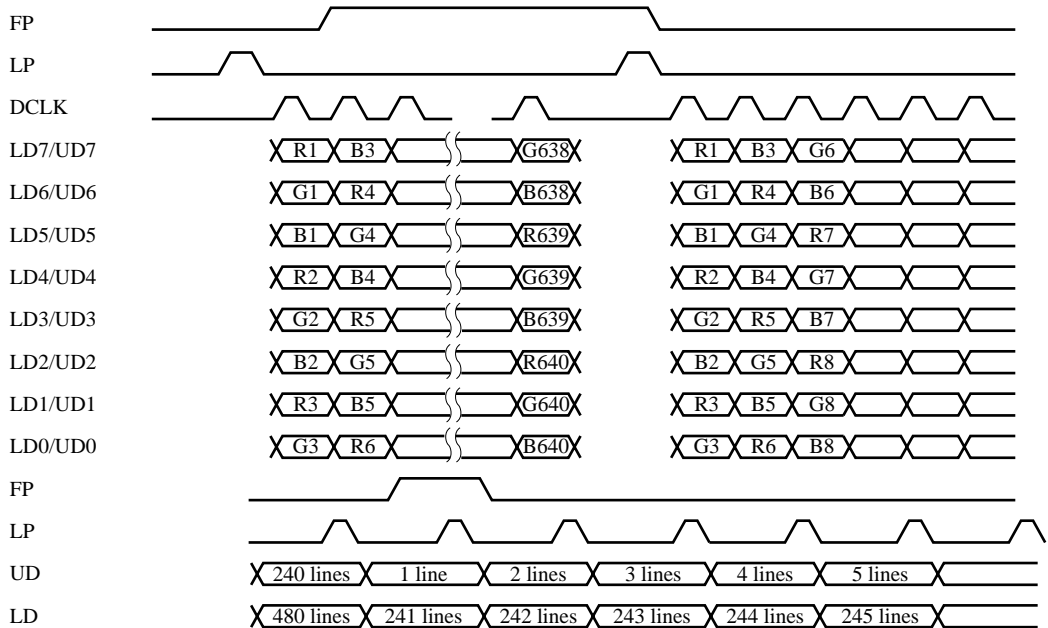 FP
LP
DCLK
LD7/UD7 R1 B3 G638 R1 B3 G6
LD6/UD6 G1 R4 B638 G1 R4 B6
LD5/UD5 B1 G4 R639 B1 G4 R7
LD4/UD4 R2 B4 G639 R2 B4 G7
LD3/UD3 G2 R5 B639 G2 R5 B7
LD2/UD2 B2 G5 R640 B2 G5 R8
LD1/UD1 R3 B5 G640 R3 B5 G8
LD0/UD0 G3 R6 B640 G3 R6 B8
FP
LP
UD 240 lines 1 line 2 lines 3 lines 4 lines 5 lines
LD 480 lines 241 lines 242 lines 243 lines 244 lines 245 lines